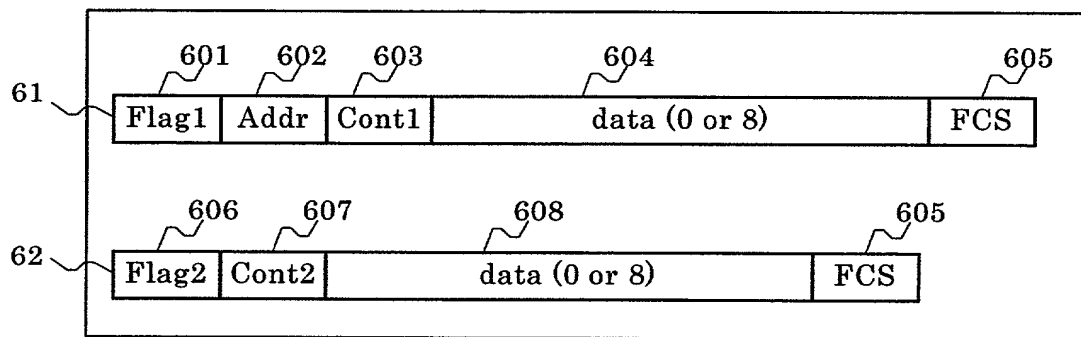 601 602 603 604 605
61 Flag1 Addr Cont1 data (0 or 8) FCS
606 607 608 605
62 Flag2 Cont2 data (0 or 8) FCS